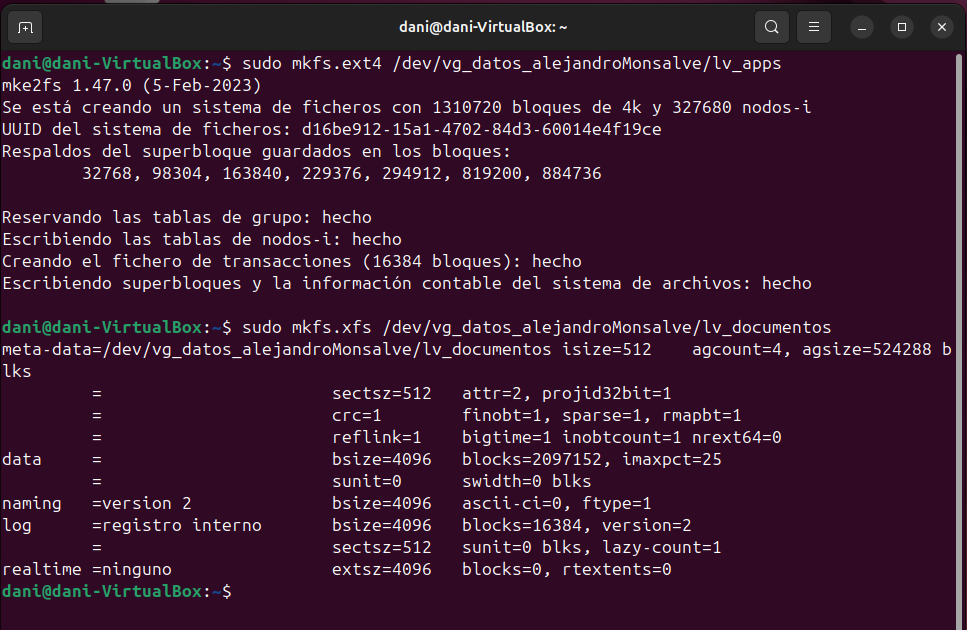 dani@dani-VirtualBox: ~
dani@dani-VirtualBox:~$ sudo mkfs.ext4 /dev/vg_datos_alejandroMonsalve/lv_apps
mke2fs 1.47.0 (5-Feb-2023)
Se está creando un sistema de ficheros con 1310720 bloques de 4k y 327680 nodos-i
UUID del sistema de ficheros: d16be912-15a1-4702-84d3-60014e4f19ce
Respaldos del superbloque guardados en los bloques:
        32768, 98304, 163840, 229376, 294912, 819200, 884736

Reservando las tablas de grupo: hecho
Escribiendo las tablas de nodos-i: hecho
Creando el fichero de transacciones (16384 bloques): hecho
Escribiendo superbloques y la información contable del sistema de archivos: hecho

dani@dani-VirtualBox:~$ sudo mkfs.xfs /dev/vg_datos_alejandroMonsalve/lv_documentos
meta-data=/dev/vg_datos_alejandroMonsalve/lv_documentos isize=512    agcount=4, agsize=524288 b
lks
         =                       sectsz=512   attr=2, projid32bit=1
         =                       crc=1        finobt=1, sparse=1, rmapbt=1
         =                       reflink=1    bigtime=1 inobtcount=1 nrext64=0
data     =                       bsize=4096   blocks=2097152, imaxpct=25
         =                       sunit=0      swidth=0 blks
naming   =version 2              bsize=4096   ascii-ci=0, ftype=1
log      =registro interno       bsize=4096   blocks=16384, version=2
         =                       sectsz=512   sunit=0 blks, lazy-count=1
realtime =ninguno                extsz=4096   blocks=0, rtextents=0
dani@dani-VirtualBox:~$